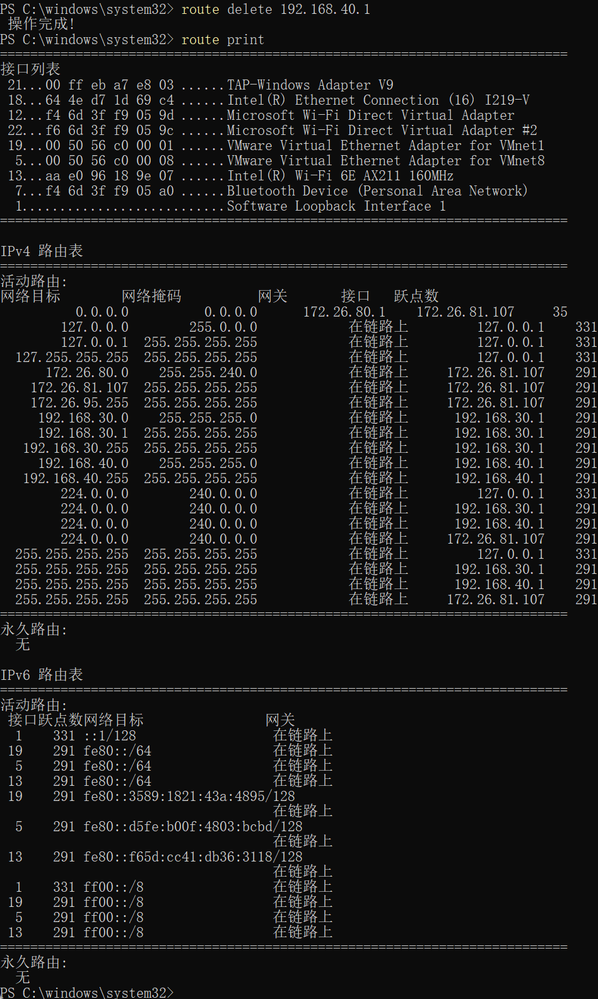 PS C:\windows\system32> route delete 192.168.40.1
 操作完成!
PS C:\windows\system32> route print
===========================================================================
接口列表
 21...00 ff eb a7 e8 03 ......TAP-Windows Adapter V9
 18...64 4e d7 1d 69 c4 ......Intel(R) Ethernet Connection (16) I219-V
 12...f4 6d 3f f9 05 9d ......Microsoft Wi-Fi Direct Virtual Adapter
 22...f6 6d 3f f9 05 9c ......Microsoft Wi-Fi Direct Virtual Adapter #2
 19...00 50 56 c0 00 01 ......VMware Virtual Ethernet Adapter for VMnet1
  5...00 50 56 c0 00 08 ......VMware Virtual Ethernet Adapter for VMnet8
 13...aa e0 96 18 9e 07 ......Intel(R) Wi-Fi 6E AX211 160MHz
  7...f4 6d 3f f9 05 a0 ......Bluetooth Device (Personal Area Network)
  1...........................Software Loopback Interface 1
===========================================================================

IPv4 路由表
===========================================================================
活动路由:
网络目标        网络掩码          网关       接口   跃点数
          0.0.0.0          0.0.0.0      172.26.80.1    172.26.81.107     35
        127.0.0.0        255.0.0.0            在链路上         127.0.0.1    331
        127.0.0.1  255.255.255.255            在链路上         127.0.0.1    331
  127.255.255.255  255.255.255.255            在链路上         127.0.0.1    331
      172.26.80.0    255.255.240.0            在链路上     172.26.81.107    291
    172.26.81.107  255.255.255.255            在链路上     172.26.81.107    291
    172.26.95.255  255.255.255.255            在链路上     172.26.81.107    291
     192.168.30.0    255.255.255.0            在链路上      192.168.30.1    291
     192.168.30.1  255.255.255.255            在链路上      192.168.30.1    291
   192.168.30.255  255.255.255.255            在链路上      192.168.30.1    291
     192.168.40.0    255.255.255.0            在链路上      192.168.40.1    291
   192.168.40.255  255.255.255.255            在链路上      192.168.40.1    291
        224.0.0.0        240.0.0.0            在链路上         127.0.0.1    331
        224.0.0.0        240.0.0.0            在链路上      192.168.30.1    291
        224.0.0.0        240.0.0.0            在链路上      192.168.40.1    291
        224.0.0.0        240.0.0.0            在链路上     172.26.81.107    291
  255.255.255.255  255.255.255.255            在链路上         127.0.0.1    331
  255.255.255.255  255.255.255.255            在链路上      192.168.30.1    291
  255.255.255.255  255.255.255.255            在链路上      192.168.40.1    291
  255.255.255.255  255.255.255.255            在链路上     172.26.81.107    291
===========================================================================
永久路由:
  无

IPv6 路由表
===========================================================================
活动路由:
 接口跃点数网络目标                网关
  1    331 ::1/128                  在链路上
 19    291 fe80::/64                在链路上
  5    291 fe80::/64                在链路上
 13    291 fe80::/64                在链路上
 19    291 fe80::3589:1821:43a:4895/128
                                    在链路上
  5    291 fe80::d5fe:b00f:4803:bcbd/128
                                    在链路上
 13    291 fe80::f65d:cc41:db36:3118/128
                                    在链路上
  1    331 ff00::/8                 在链路上
 19    291 ff00::/8                 在链路上
  5    291 ff00::/8                 在链路上
 13    291 ff00::/8                 在链路上
===========================================================================
永久路由:
  无
PS C:\windows\system32>